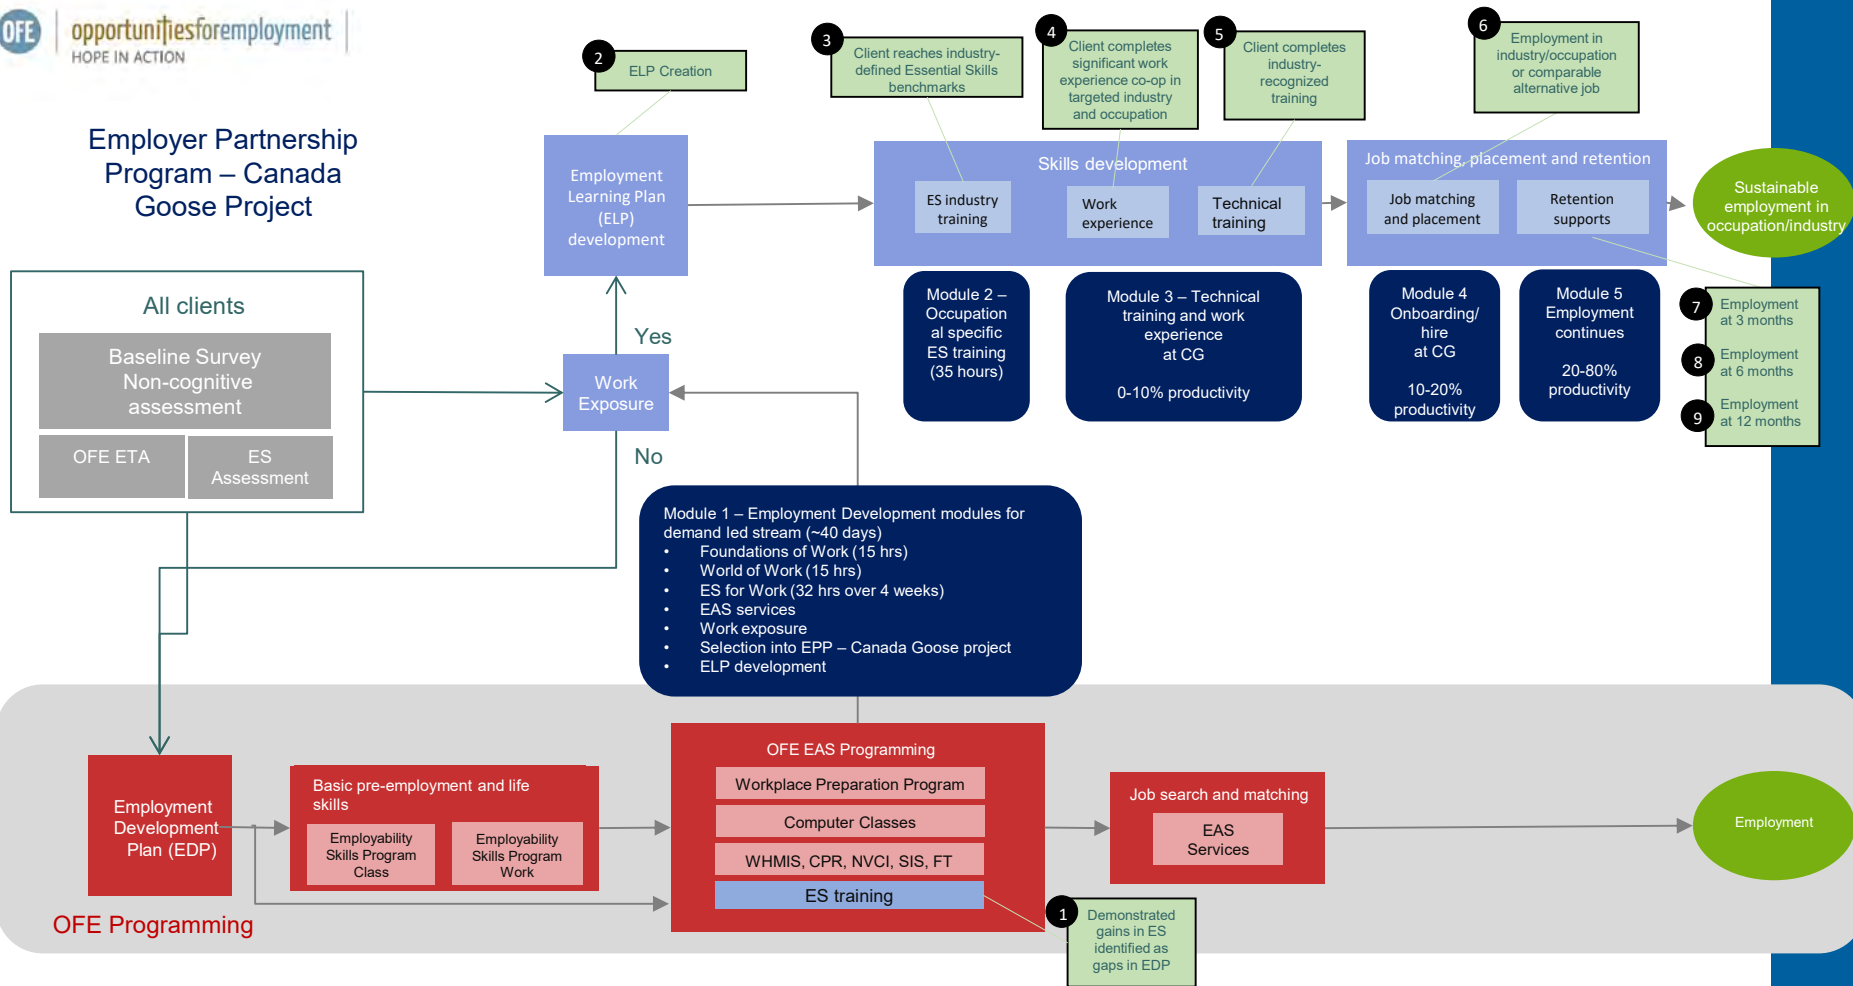 OFE
opportunitiesforemployment
HOPE IN ACTION
Employer Partnership
Program – Canada
Goose Project
2
ELP Creation
3
Client reaches industry-
defined Essential Skills
benchmarks
4
Client completes
significant work
experience co-op in
targeted industry
and occupation
5
Client completes
industry-
recognized
training
6
Employment in
industry/occupation
or comparable
alternative job
Employment
Learning Plan
(ELP)
development
Skills development
ES industry
training
Work
experience
Technical
training
Job matching, placement and retention
Job matching
and placement
Retention
supports
Sustainable
employment in
occupation/industry
All clients
Baseline Survey
Non-cognitive
assessment
OFE ETA
ES
Assessment
Yes
Work
Exposure
No
Module 2 –
Occupation
al specific
ES training
(35 hours)
Module 3 – Technical
training and work
experience
at CG
0-10% productivity
Module 4
Onboarding/
hire
at CG
10-20%
productivity
Module 5
Employment
continues
20-80%
productivity
7
Employment
at 3 months
8
Employment
at 6 months
9
Employment
at 12 months
Module 1 – Employment Development modules for
demand led stream (~40 days)
• Foundations of Work (15 hrs)
• World of Work (15 hrs)
• ES for Work (32 hrs over 4 weeks)
• EAS services
• Work exposure
• Selection into EPP – Canada Goose project
• ELP development
Employment
Development
Plan (EDP)
Basic pre-employment and life
skills
Employability
Skills Program
Class
Employability
Skills Program
Work
OFE EAS Programming
Workplace Preparation Program
Computer Classes
WHMIS, CPR, NVCI, SIS, FT
ES training
Job search and matching
EAS
Services
Employment
OFE Programming
1
Demonstrated
gains in ES
identified as
gaps in EDP